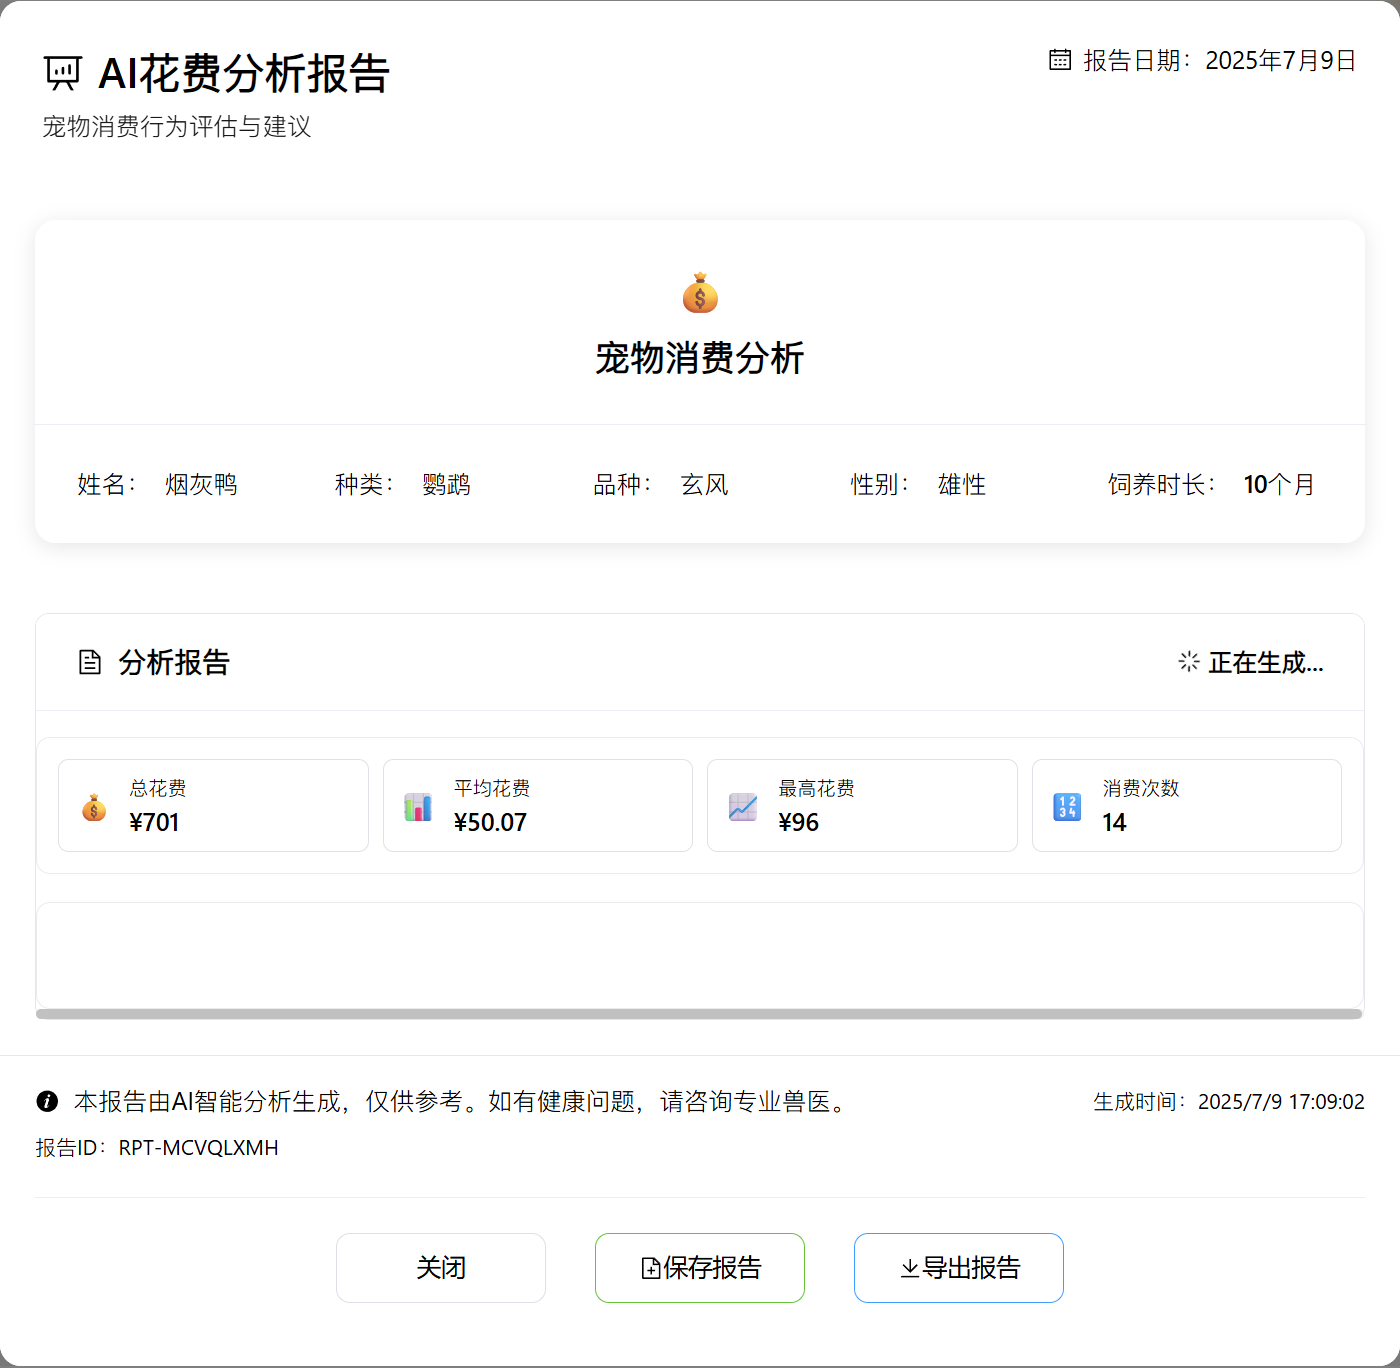 AI花费分析报告
报告日期：2025年7月9日
宠物消费行为评估与建议
宠物消费分析
姓名： 烟灰鸭 种类： 鹦鹉 品种： 玄风 性别： 雄性 饲养时长： 10个月
分析报告
正在生成...
总花费
¥701
平均花费
¥50.07
最高花费
¥96
消费次数
14
本报告由AI智能分析生成，仅供参考。如有健康问题，请咨询专业兽医。
生成时间：2025/7/9 17:09:02
报告ID：RPT-MCVQLXMH
关闭
保存报告
导出报告